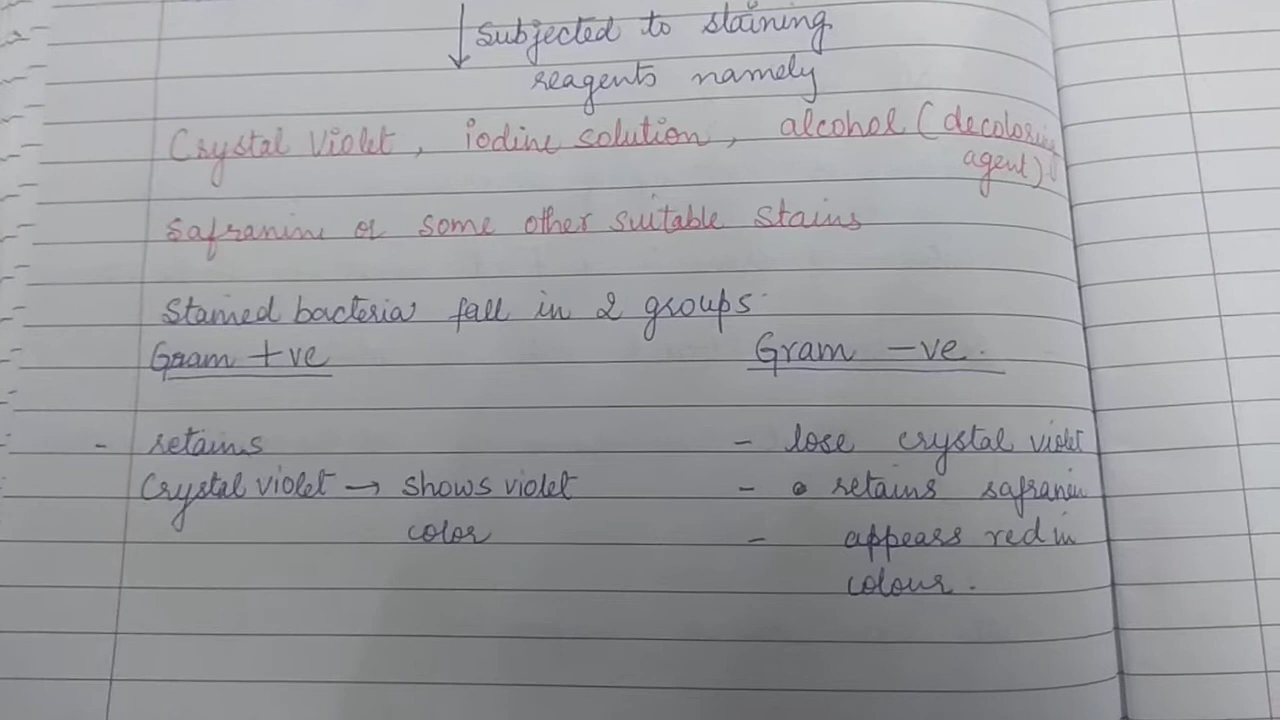 Subjected to staining
reagents namely
Crystal Violet, iodine solution, alcohol (decoloring
agent)
Safranin or some other suitable stains
Stained bacteria fall in 2 groups.
Gram +ve Gram -ve.
- retains - lose crystal violet
Crystal violet → shows violet - retains safranin
color - appears red in
colour.